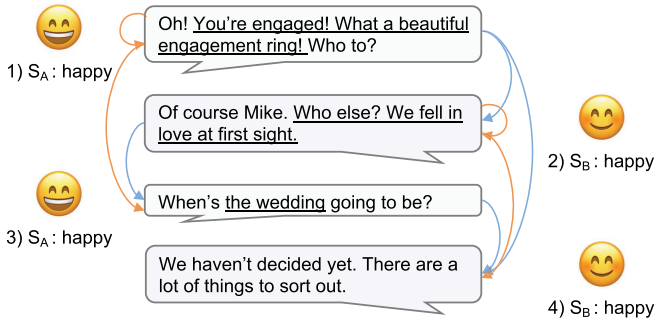 Oh! You’re engaged! What a beautiful
engagement ring! Who to?
1) SA : happy
Of course Mike. Who else? We fell in
love at first sight.
2) SB : happy
When’s the wedding going to be?
3) SA : happy
We haven’t decided yet. There are a
lot of things to sort out.
4) SB : happy